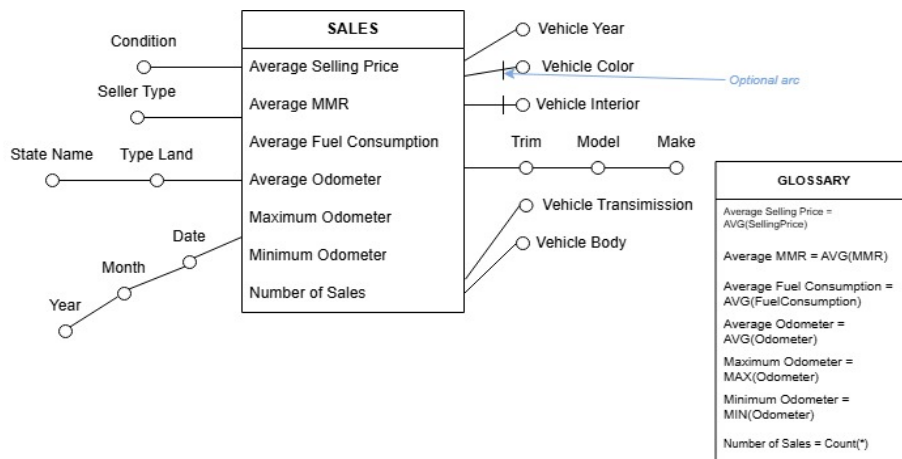 SALES
Average Selling Price
Average MMR
Average Fuel Consumption
Average Odometer
Maximum Odometer
Minimum Odometer
Number of Sales
Condition
Seller Type
State Name
Type Land
Date
Month
Year
Vehicle Year
Vehicle Color
Optional arc
Vehicle Interior
Trim
Model
Make
Vehicle Transimission
Vehicle Body
GLOSSARY
Average Selling Price =
AVG(SellingPrice)
Average MMR = AVG(MMR)
Average Fuel Consumption =
AVG(FuelConsumption)
Average Odometer =
AVG(Odometer)
Maximum Odometer =
MAX(Odometer)
Minimum Odometer =
MIN(Odometer)
Number of Sales = Count(*)